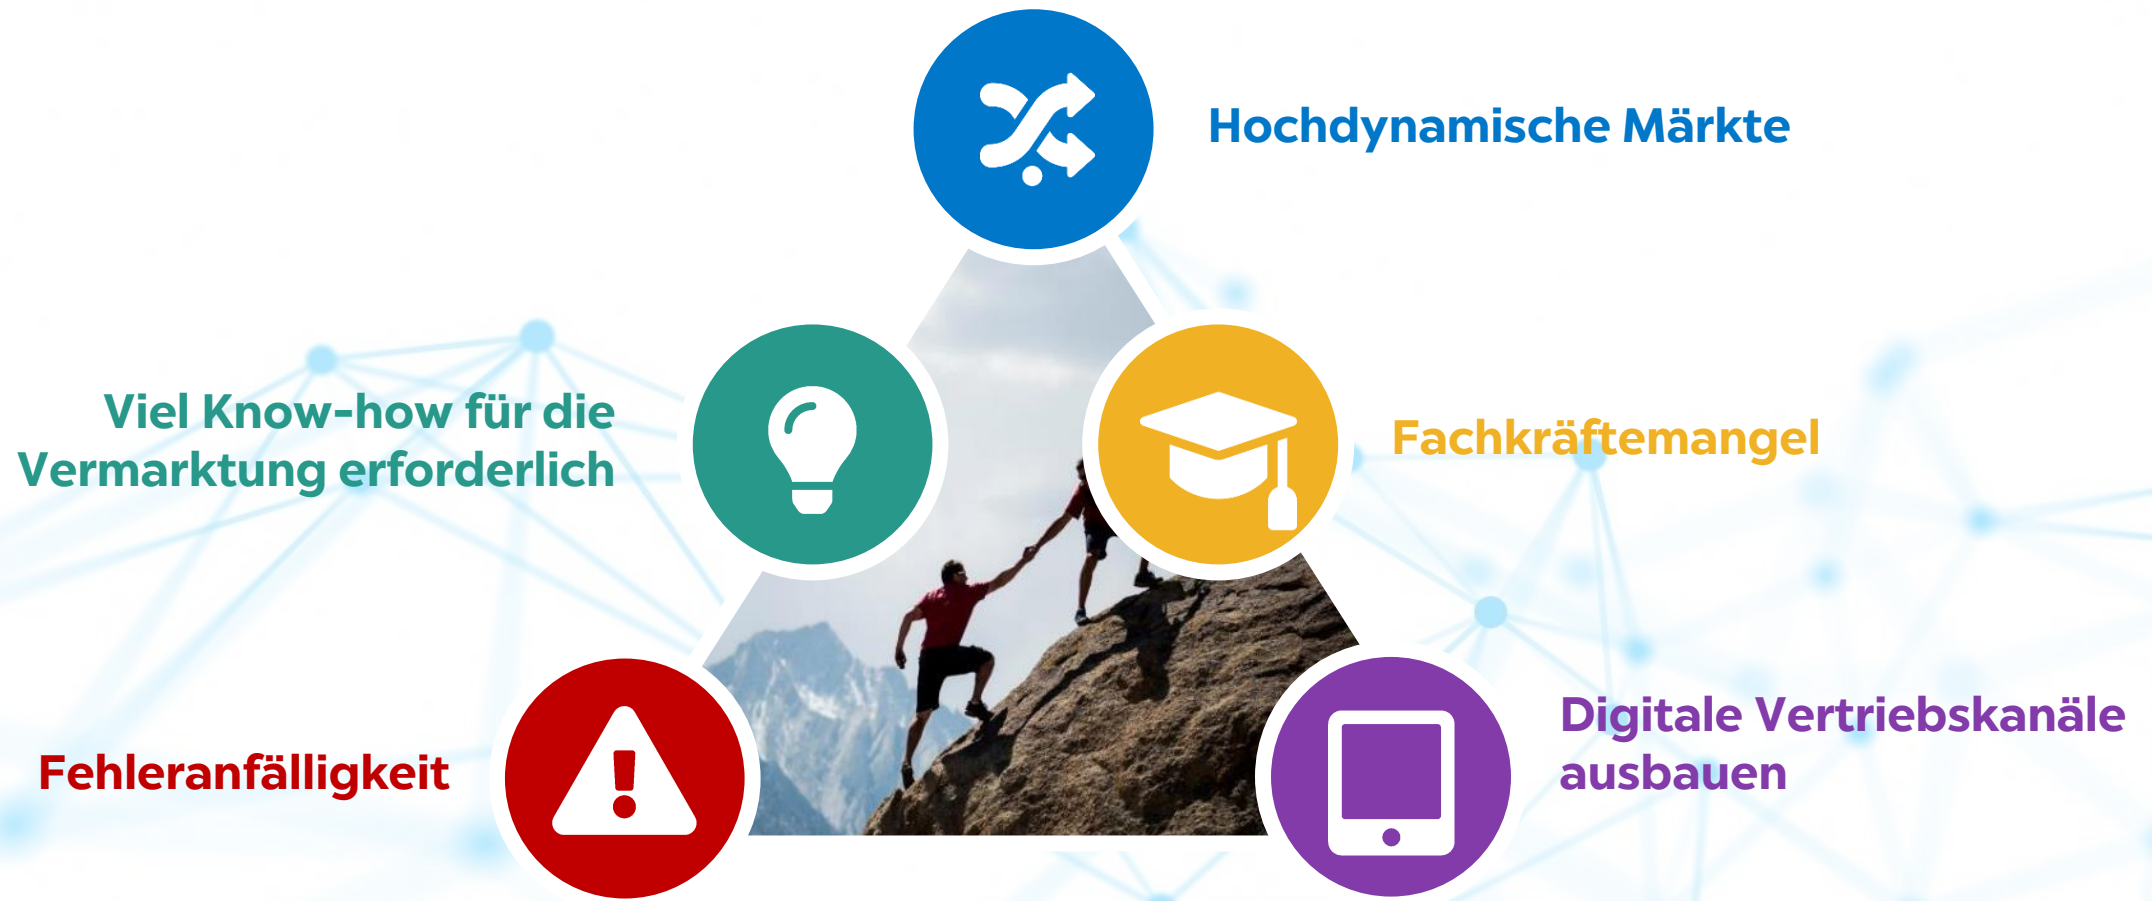 Hochdynamische Märkte
Viel Know-how für die
Vermarktung erforderlich
Fachkräftemangel
Fehleranfälligkeit
Digitale Vertriebskanäle
ausbauen